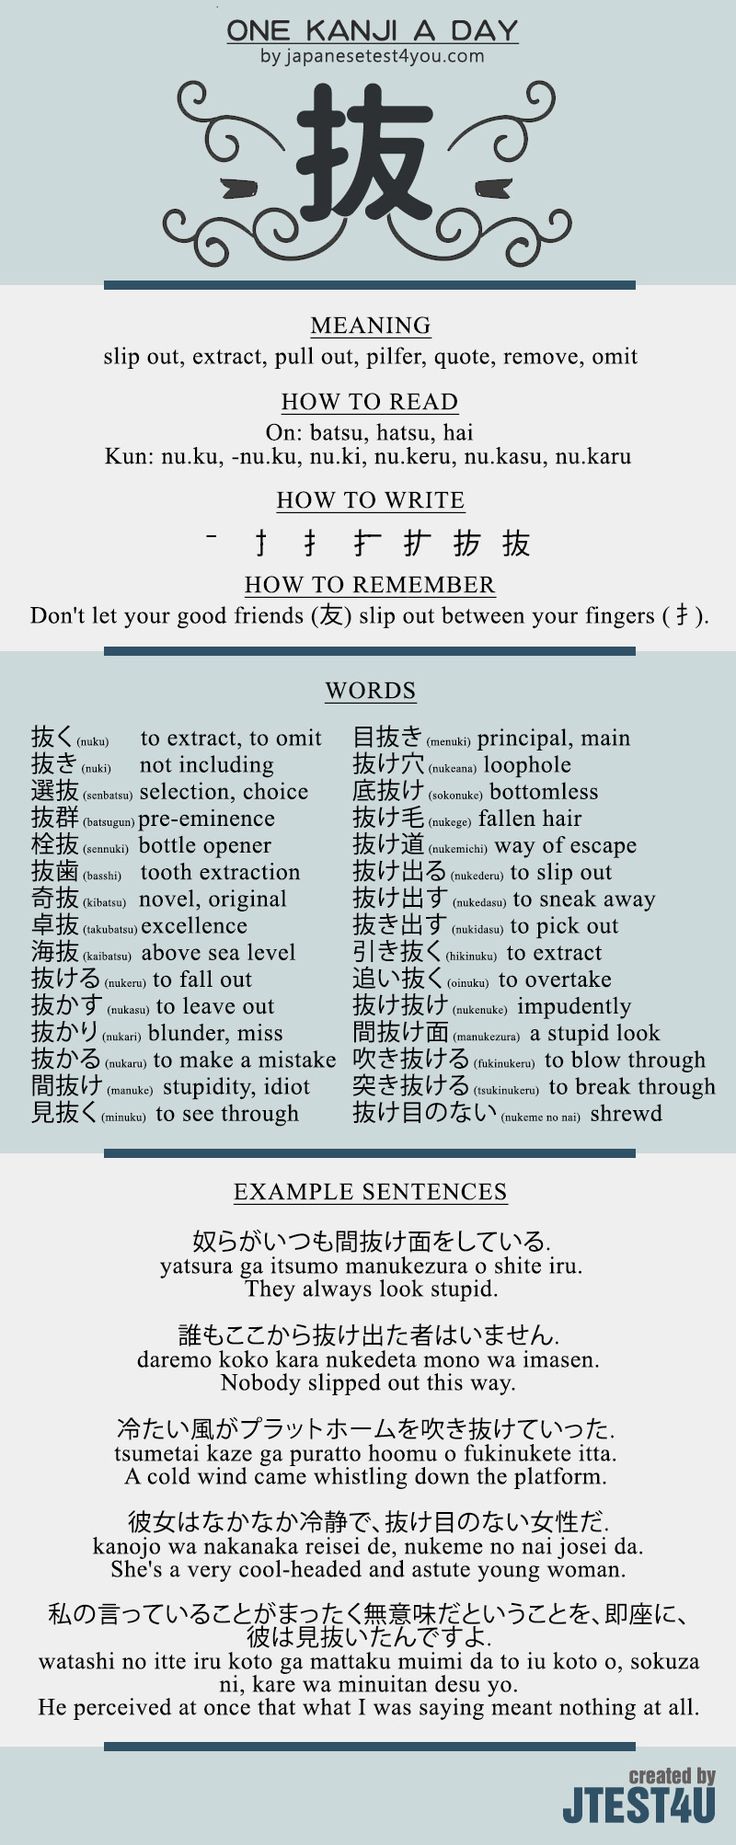 ONE KANJI A DAY
by japanesetest4you.com
抜
MEANING
slip out, extract, pull out, pilfer, quote, remove, omit
HOW TO READ
On: batsu, hatsu, hai
Kun: nu.ku, -nu.ku, nu.ki, nu.keru, nu.kasu, nu.karu
HOW TO WRITE
抜
HOW TO REMEMBER
Don't let your good friends (友) slip out between your fingers (扌).
WORDS
抜く (nuku) to extract, to omit
抜き (nuki) not including
選抜 (senbatsu) selection, choice
抜群 (batsugun) pre-eminence
栓抜 (sennuki) bottle opener
抜歯 (basshi) tooth extraction
奇抜 (kibatsu) novel, original
卓抜 (takubatsu) excellence
海抜 (kaibatsu) above sea level
抜ける (nukeru) to fall out
抜かす (nukasu) to leave out
抜かり (nukari) blunder, miss
抜かる (nukaru) to make a mistake
間抜け (manuke) stupidity, idiot
見抜く (minuku) to see through
目抜き (menuki) principal, main
抜け穴 (nukeana) loophole
底抜け (sokonuke) bottomless
抜け毛 (nukege) fallen hair
抜け道 (nukemichi) way of escape
抜け出る (nukederu) to slip out
抜け出す (nukedasu) to sneak away
抜き出す (nukidasu) to pick out
引き抜く (hikinuku) to extract
追い抜く (oinuku) to overtake
抜け抜け (nukenuke) impudently
間抜け面 (manukezura) a stupid look
吹き抜ける (fukinukeru) to blow through
突き抜ける (tsukinukeru) to break through
抜け目のない (nukeme no nai) shrewd
EXAMPLE SENTENCES
奴らがいつも間抜け面をしている.
yatsura ga itsumo manukezura o shite iru.
They always look stupid.
誰もここから抜け出た者はいません.
daremo koko kara nukedeta mono wa imasen.
Nobody slipped out this way.
冷たい風がプラットホームを吹き抜けていった.
tsumetai kaze ga puratto hoomu o fukinukete itta.
A cold wind came whistling down the platform.
彼女はなかなか冷静で､抜け目のない女性だ.
kanojo wa nakanaka reisei de, nukeme no nai josei da.
She's a very cool-headed and astute young woman.
私の言っていることがまったく無意味だということを､即座に､
彼は見抜いたんですよ.
watashi no itte iru koto ga mattaku muimi da to iu koto o, sokuza
ni, kare wa minuitan desu yo.
He perceived at once that what I was saying meant nothing at all.
created by
JTEST4U